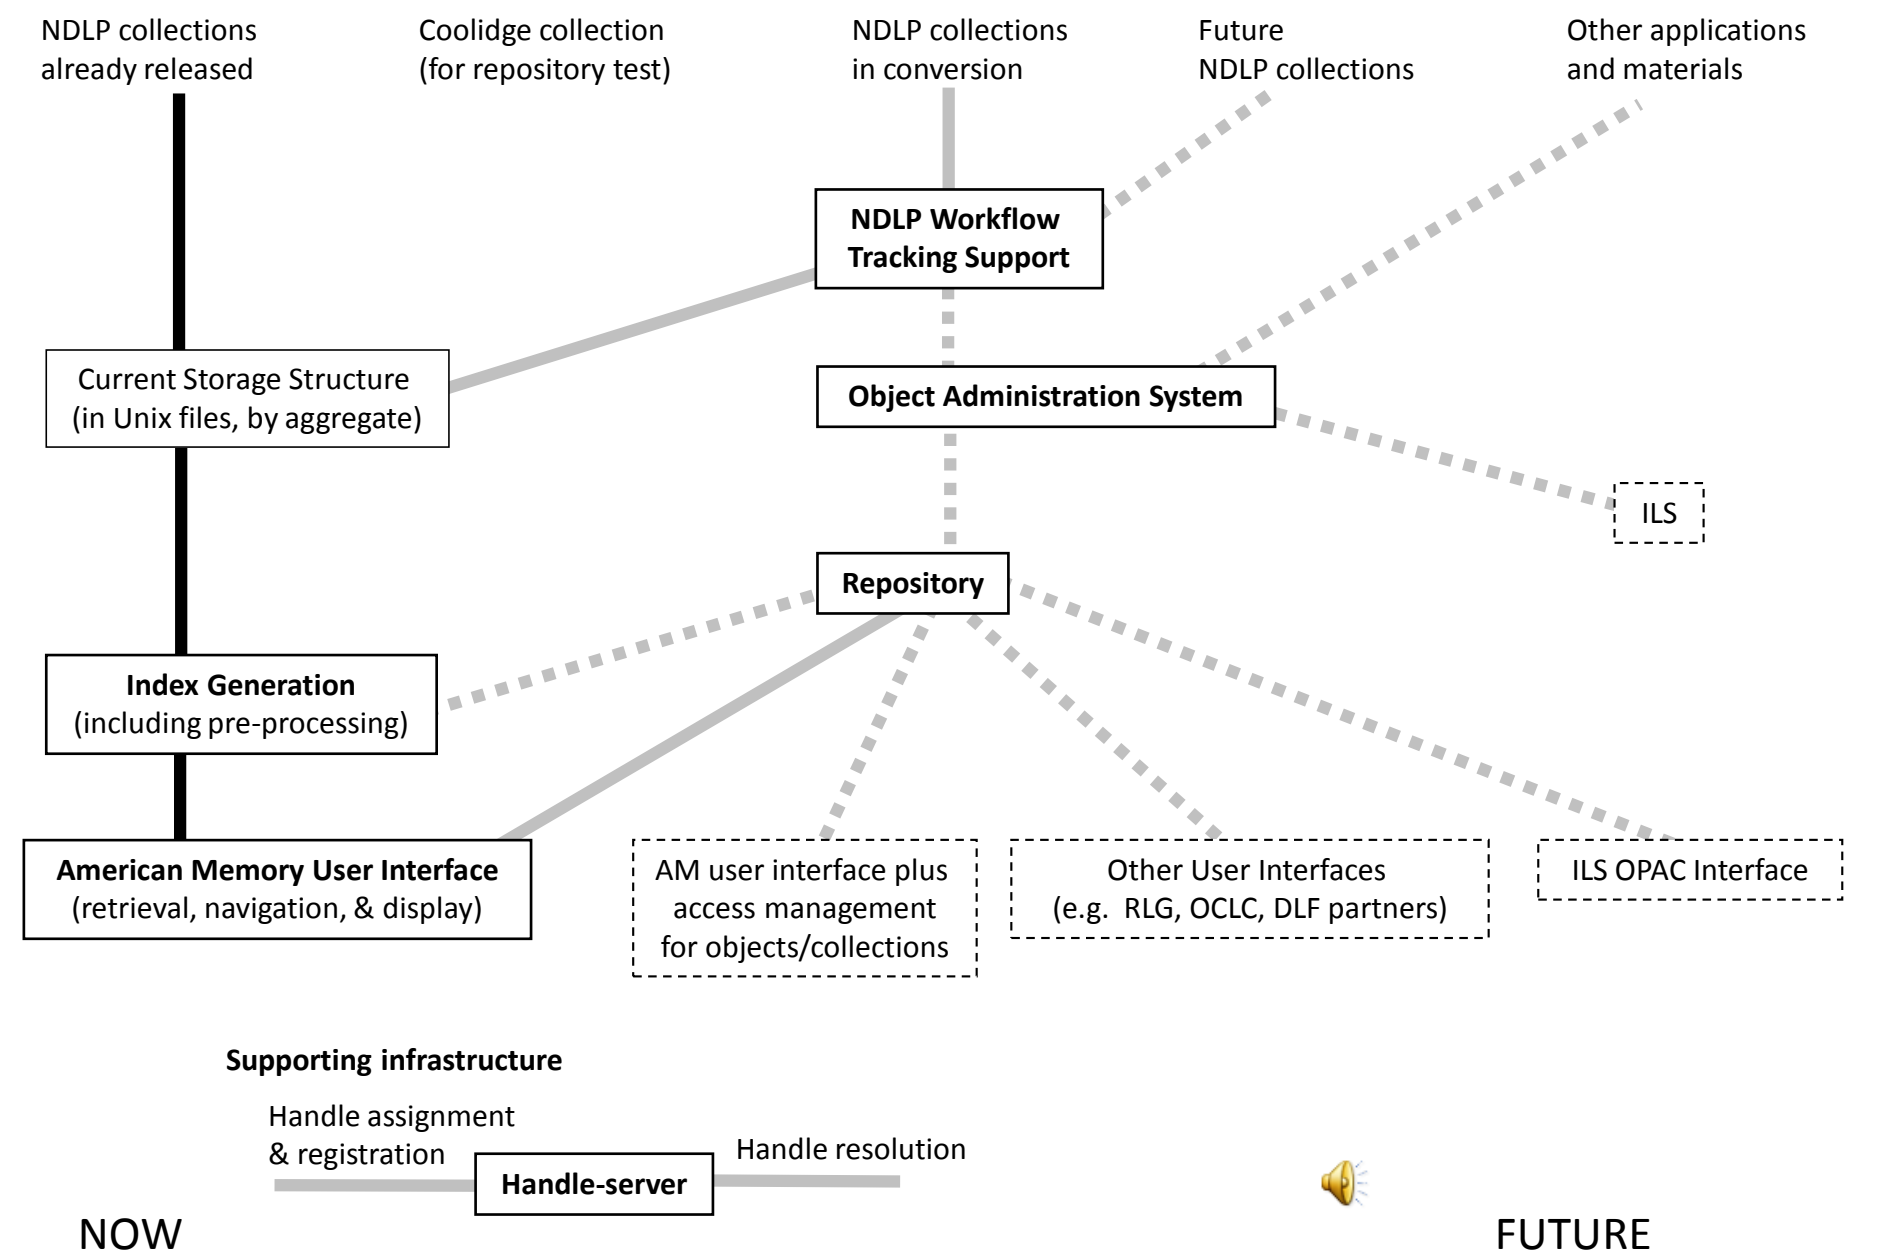 NDLP collections
already released
Coolidge collection
(for repository test)
NDLP collections
in conversion
Future
NDLP collections
Other applications
and materials
NDLP Workflow
Tracking Support
Current Storage Structure
(in Unix files, by aggregate)
Object Administration System
ILS
Repository
Index Generation
(including pre-processing)
American Memory User Interface
(retrieval, navigation, & display)
AM user interface plus
access management
for objects/collections
Other User Interfaces
(e.g. RLG, OCLC, DLF partners)
ILS OPAC Interface
Supporting infrastructure
Handle assignment
& registration
Handle-server
Handle resolution
NOW
FUTURE